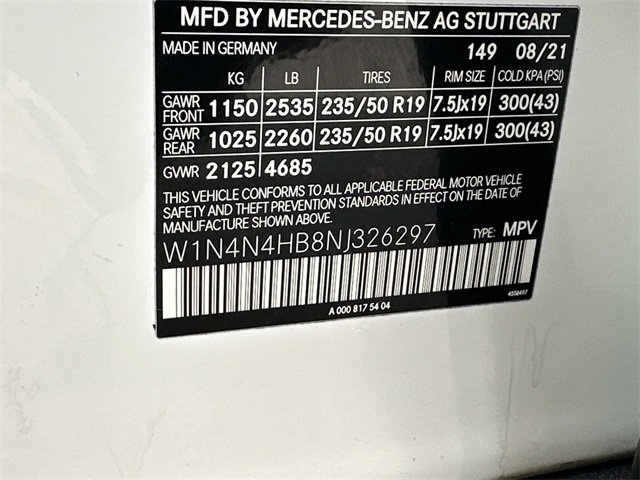 MFD BY MERCEDES-BENZ AG STUTTGART
MADE IN GERMANY 149 08/21
KG LB TIRES RIM SIZE COLD KPA (PSI)
GAWR FRONT 1150 2535 235/50 R19 7.5Jx19 300(43)
GAWR REAR 1025 2260 235/50 R19 7.5Jx19 300(43)
GWR 2125 4685
THIS VEHICLE CONFORMS TO ALL APPLICABLE FEDERAL MOTOR VEHICLE
SAFETY AND THEFT PREVENTION STANDARDS IN EFFECT ON THE DATE OF
MANUFACTURE SHOWN ABOVE.
W1N4N4HB8NJ326297 TYPE: MPV
A 000 817 54 04 4558497